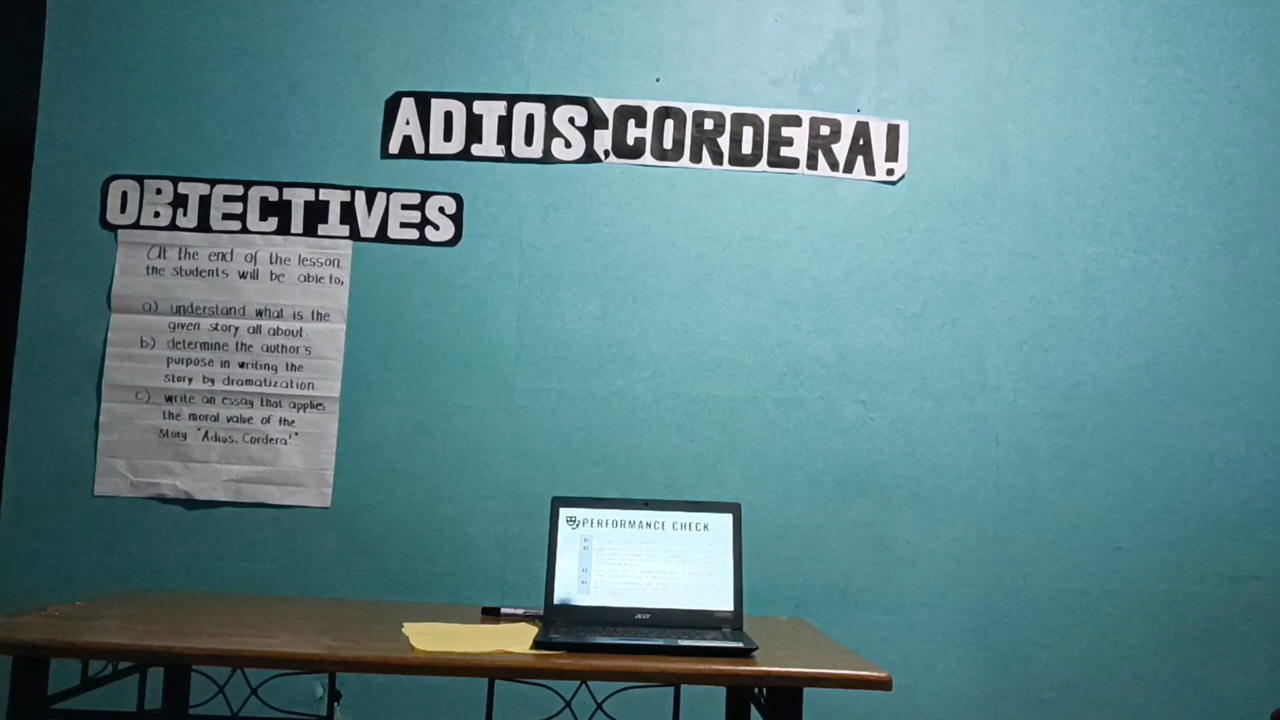 ADIOS, CORDERA!
OBJECTIVES
At the end of the lesson
the students will be able to,
a) understand what is the
given story all about.
b) determine the author's
purpose in writing the
story by dramatization
c) write an essay that applies
the moral value of the
story "Adios, Cordera!"
PERFORMANCE CHECK
acer